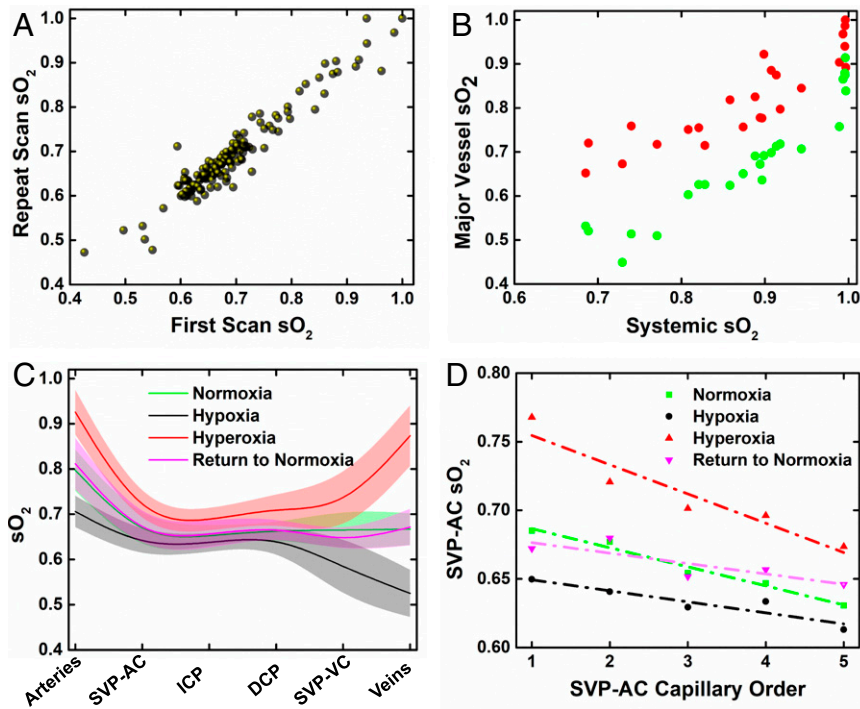 A
Repeat Scan sO2
1.0
0.9
0.8
0.7
0.6
0.5
0.4
0.4 0.5 0.6 0.7 0.8 0.9 1.0
First Scan sO2
B
Major Vessel sO2
1.0
0.9
0.8
0.7
0.6
0.5
0.4
0.6 0.7 0.8 0.9 1.0
Systemic sO2
C
sO2
1.0
0.9
0.8
0.7
0.6
0.5
0.4
Normoxia
Hypoxia
Hyperoxia
Return to Normoxia
Arteries SVP-AC ICP DCP SVP-VC Veins
D
SVP-AC sO2
0.80
0.75
0.70
0.65
0.60
Normoxia
Hypoxia
Hyperoxia
Return to Normoxia
1 2 3 4 5
SVP-AC Capillary Order